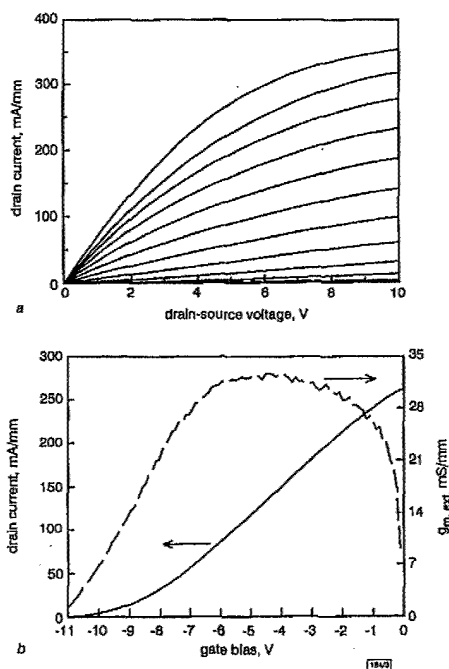 400
300
200
100
0
drain current, mA/mm
0 2 4 6 8 10
drain-source voltage, V
a
300
250
200
150
100
50
0
drain current, mA/mm
35
28
21
14
7
0
gm, ext, mS/mm
-11 -10 -9 -8 -7 -6 -5 -4 -3 -2 -1 0
gate bias, V
b